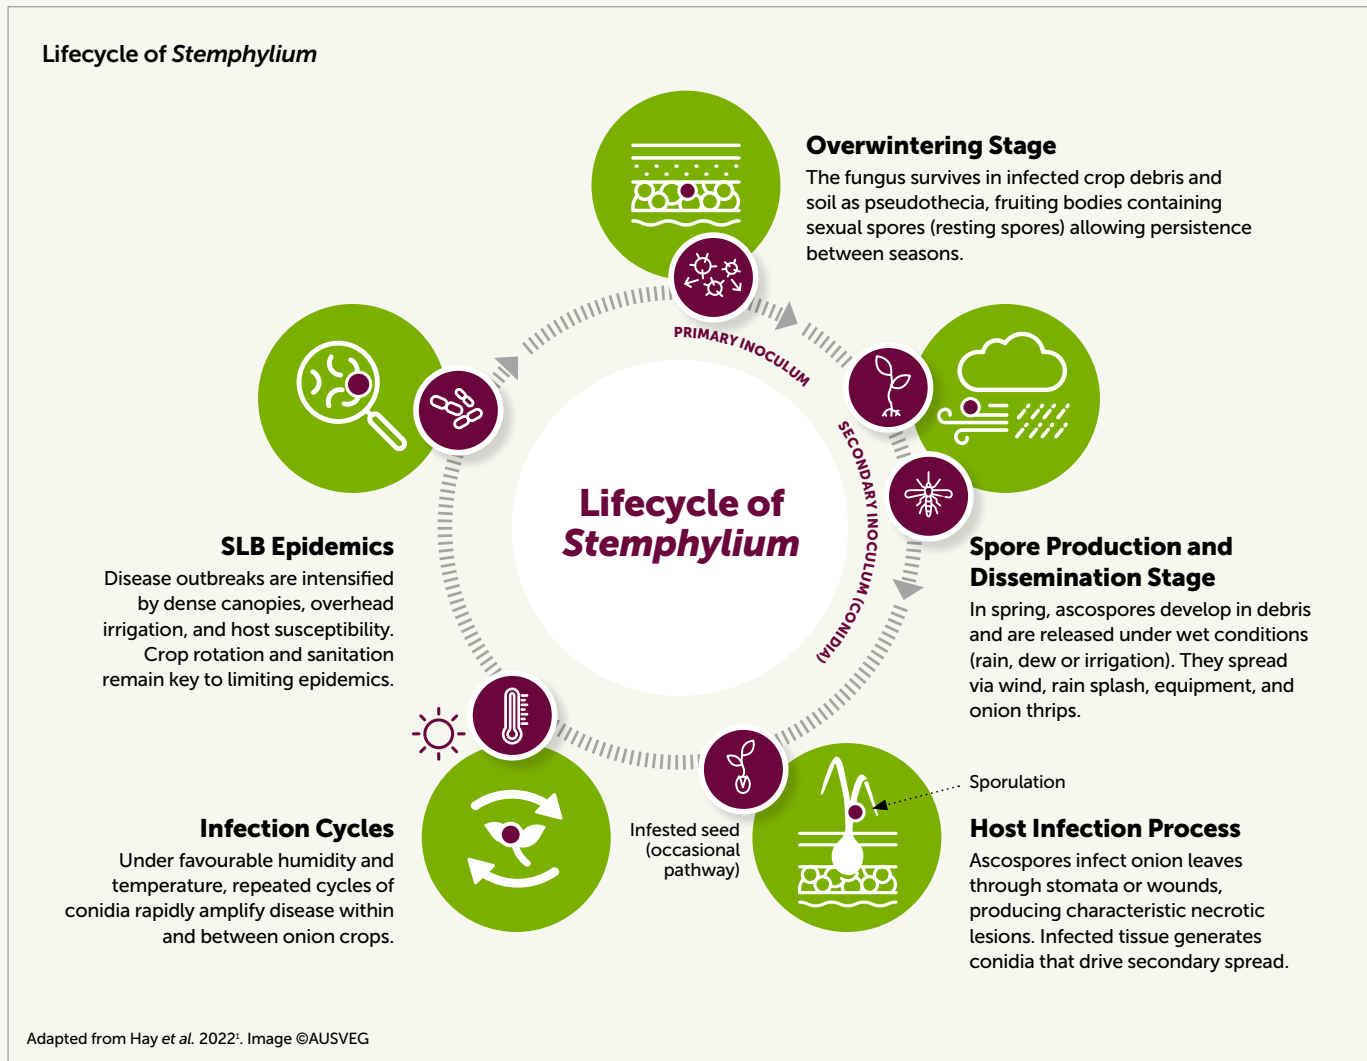 Lifecycle of Stemphylium
Overwintering Stage
The fungus survives in infected crop debris and
soil as pseudothecia, fruiting bodies containing
sexual spores (resting spores) allowing persistence
between seasons.
PRIMARY INOCULUM
SECONDARY INOCULUM (CONIDIA)
Lifecycle of
Stemphylium
Spore Production and
Dissemination Stage
In spring, ascospores develop in debris
and are released under wet conditions
(rain, dew or irrigation). They spread
via wind, rain splash, equipment, and
onion thrips.
Sporulation
Host Infection Process
Ascospores infect onion leaves
through stomata or wounds,
producing characteristic necrotic
lesions. Infected tissue generates
conidia that drive secondary spread.
Infested seed
(occasional
pathway)
Infection Cycles
Under favourable humidity and
temperature, repeated cycles of
conidia rapidly amplify disease within
and between onion crops.
SLB Epidemics
Disease outbreaks are intensified
by dense canopies, overhead
irrigation, and host susceptibility.
Crop rotation and sanitation
remain key to limiting epidemics.
Adapted from Hay et al. 2022¹. Image ©AUSVEG